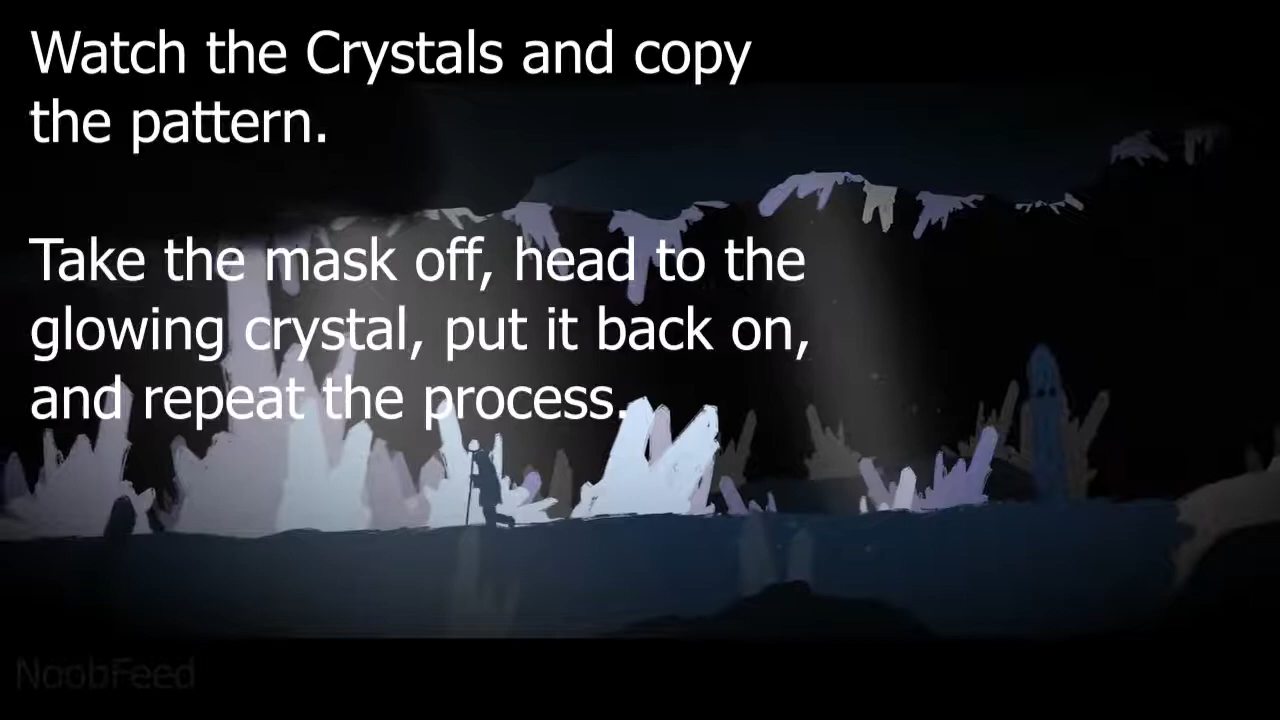 Watch the Crystals and copy
the pattern.
Take the mask off, head to the
glowing crystal, put it back on,
and repeat the process.
NoobFeed